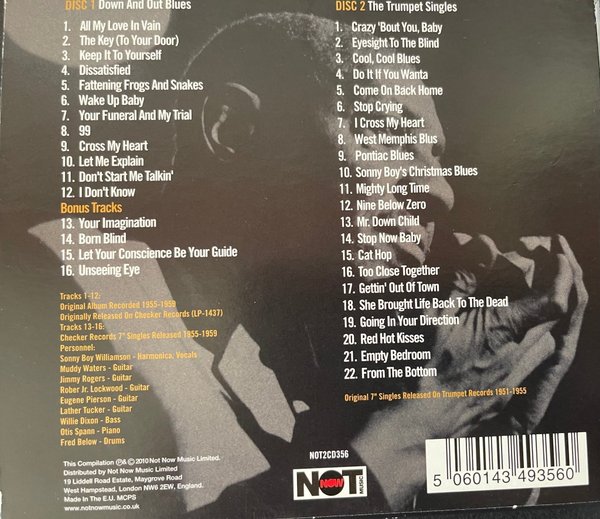 DISC 1 Down And Out Blues
1. All My Love In Vain
2. The Key (To Your Door)
3. Keep It To Yourself
4. Dissatisfied
5. Fattening Frogs And Snakes
6. Wake Up Baby
7. Your Funeral And My Trial
8. 99
9. Cross My Heart
10. Let Me Explain
11. Don't Start Me Talkin'
12. I Don't Know
Bonus Tracks
13. Your Imagination
14. Born Blind
15. Let Your Conscience Be Your Guide
16. Unseeing Eye
Tracks 1-12:
Original Album Recorded 1955-1959
Originally Released On Checker Records (LP-1437)
Tracks 13-16:
Checker Records 7" Singles Released 1955-1959
Personnel:
Sonny Boy Williamson - Harmonica, Vocals
Muddy Waters - Guitar
Jimmy Rogers - Guitar
Rober Jr. Lockwood - Guitar
Eugene Pierson - Guitar
Lather Tucker - Guitar
Willie Dixon - Bass
Otis Spann - Piano
Fred Below - Drums
This Compilation ℗&© 2010 Not Now Music Limited.
Distributed by Not Now Music Limited
19 Liddell Road Estate, Maygrove Road
West Hampstead, London NW6 2EW, England.
Made In The E.U. MCPS
www.notnowmusic.co.uk
DISC 2 The Trumpet Singles
1. Crazy 'Bout You, Baby
2. Eyesight To The Blind
3. Cool, Cool Blues
4. Do It If You Wanta
5. Come On Back Home
6. Stop Crying
7. I Cross My Heart
8. West Memphis Blus
9. Pontiac Blues
10. Sonny Boy's Christmas Blues
11. Mighty Long Time
12. Nine Below Zero
13. Mr. Down Child
14. Stop Now Baby
15. Cat Hop
16. Too Close Together
17. Gettin' Out Of Town
18. She Brought Life Back To The Dead
19. Going In Your Direction
20. Red Hot Kisses
21. Empty Bedroom
22. From The Bottom
Original 7" Singles Released On Trumpet Records 1951-1955
NOT2CD356
NOT NOW MUSIC
5 060143 493560